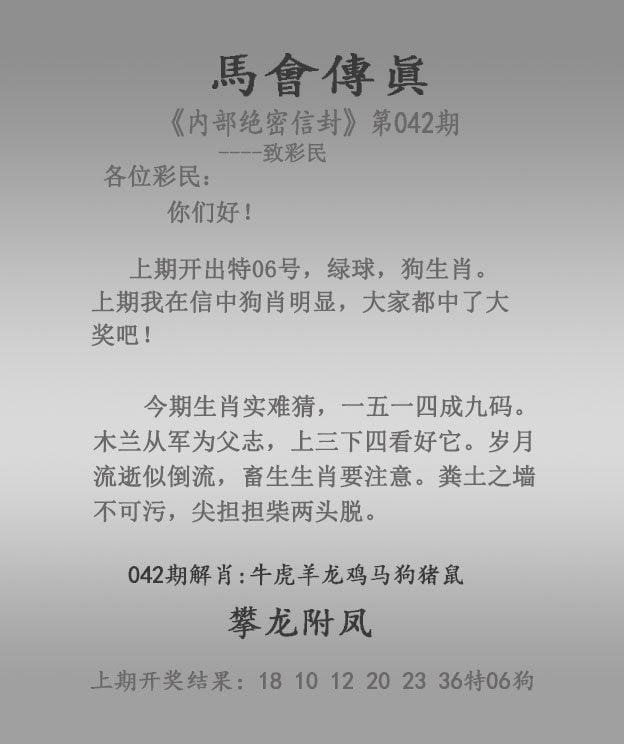 馬會傳真
《内部绝密信封》第042期
----致彩民
各位彩民：
你们好！
上期开出特06号，绿球，狗生肖。
上期我在信中狗肖明显，大家都中了大
奖吧！
今期生肖实难猜，一五一四成九码。
木兰从军为父志，上三下四看好它。岁月
流逝似倒流，畜生生肖要注意。粪土之墙
不可污，尖担担柴两头脱。
042期解肖:牛虎羊龙鸡马狗猪鼠
攀龙附凤
上期开奖结果：18 10 12 20 23 36特06狗